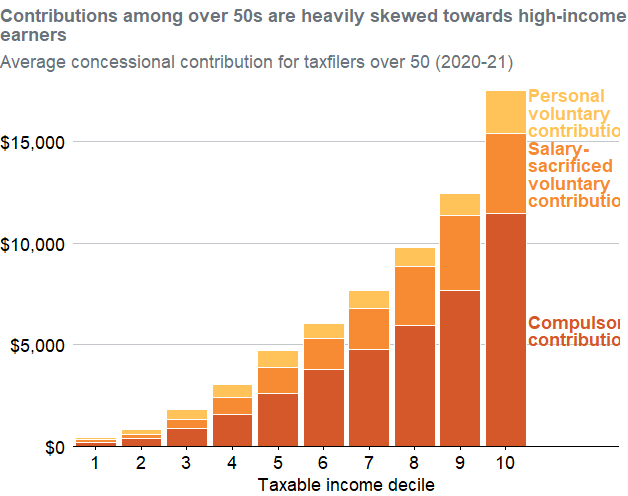 Contributions among over 50s are heavily skewed towards high-income
earners
Average concessional contribution for taxfilers over 50 (2020-21)
Personal
voluntary
contributio
$15,000
Salary-
sacrificed
voluntary
contributio
$10,000
Compulsor
contributio
$5,000
$0
1 2 3 4 5 6 7 8 9 10
Taxable income decile